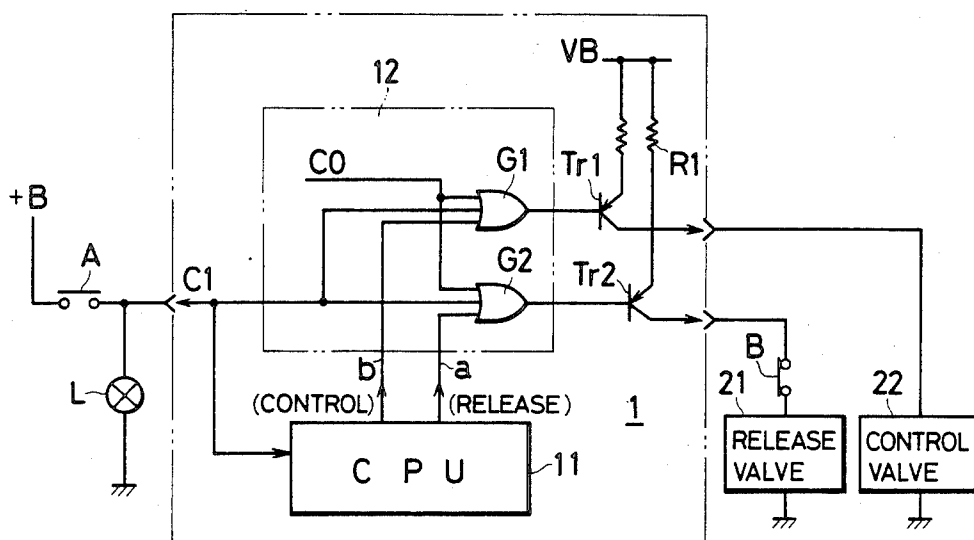 VB
12
C0
G1
Tr1
R1
+B
A
C1
G2
Tr2
B
b
a
L
(CONTROL)
(RELEASE)
1
21
22
RELEASE
VALVE
CONTROL
VALVE
CPU
11